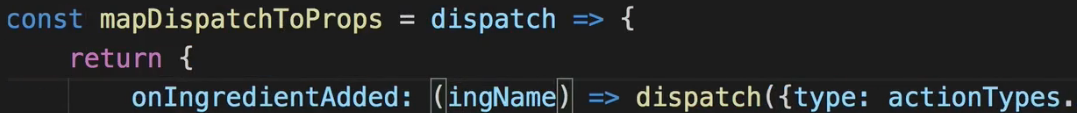 const mapDispatchToProps = dispatch => {
return {
onIngredientAdded: (ingName) => dispatch({type: actionTypes.